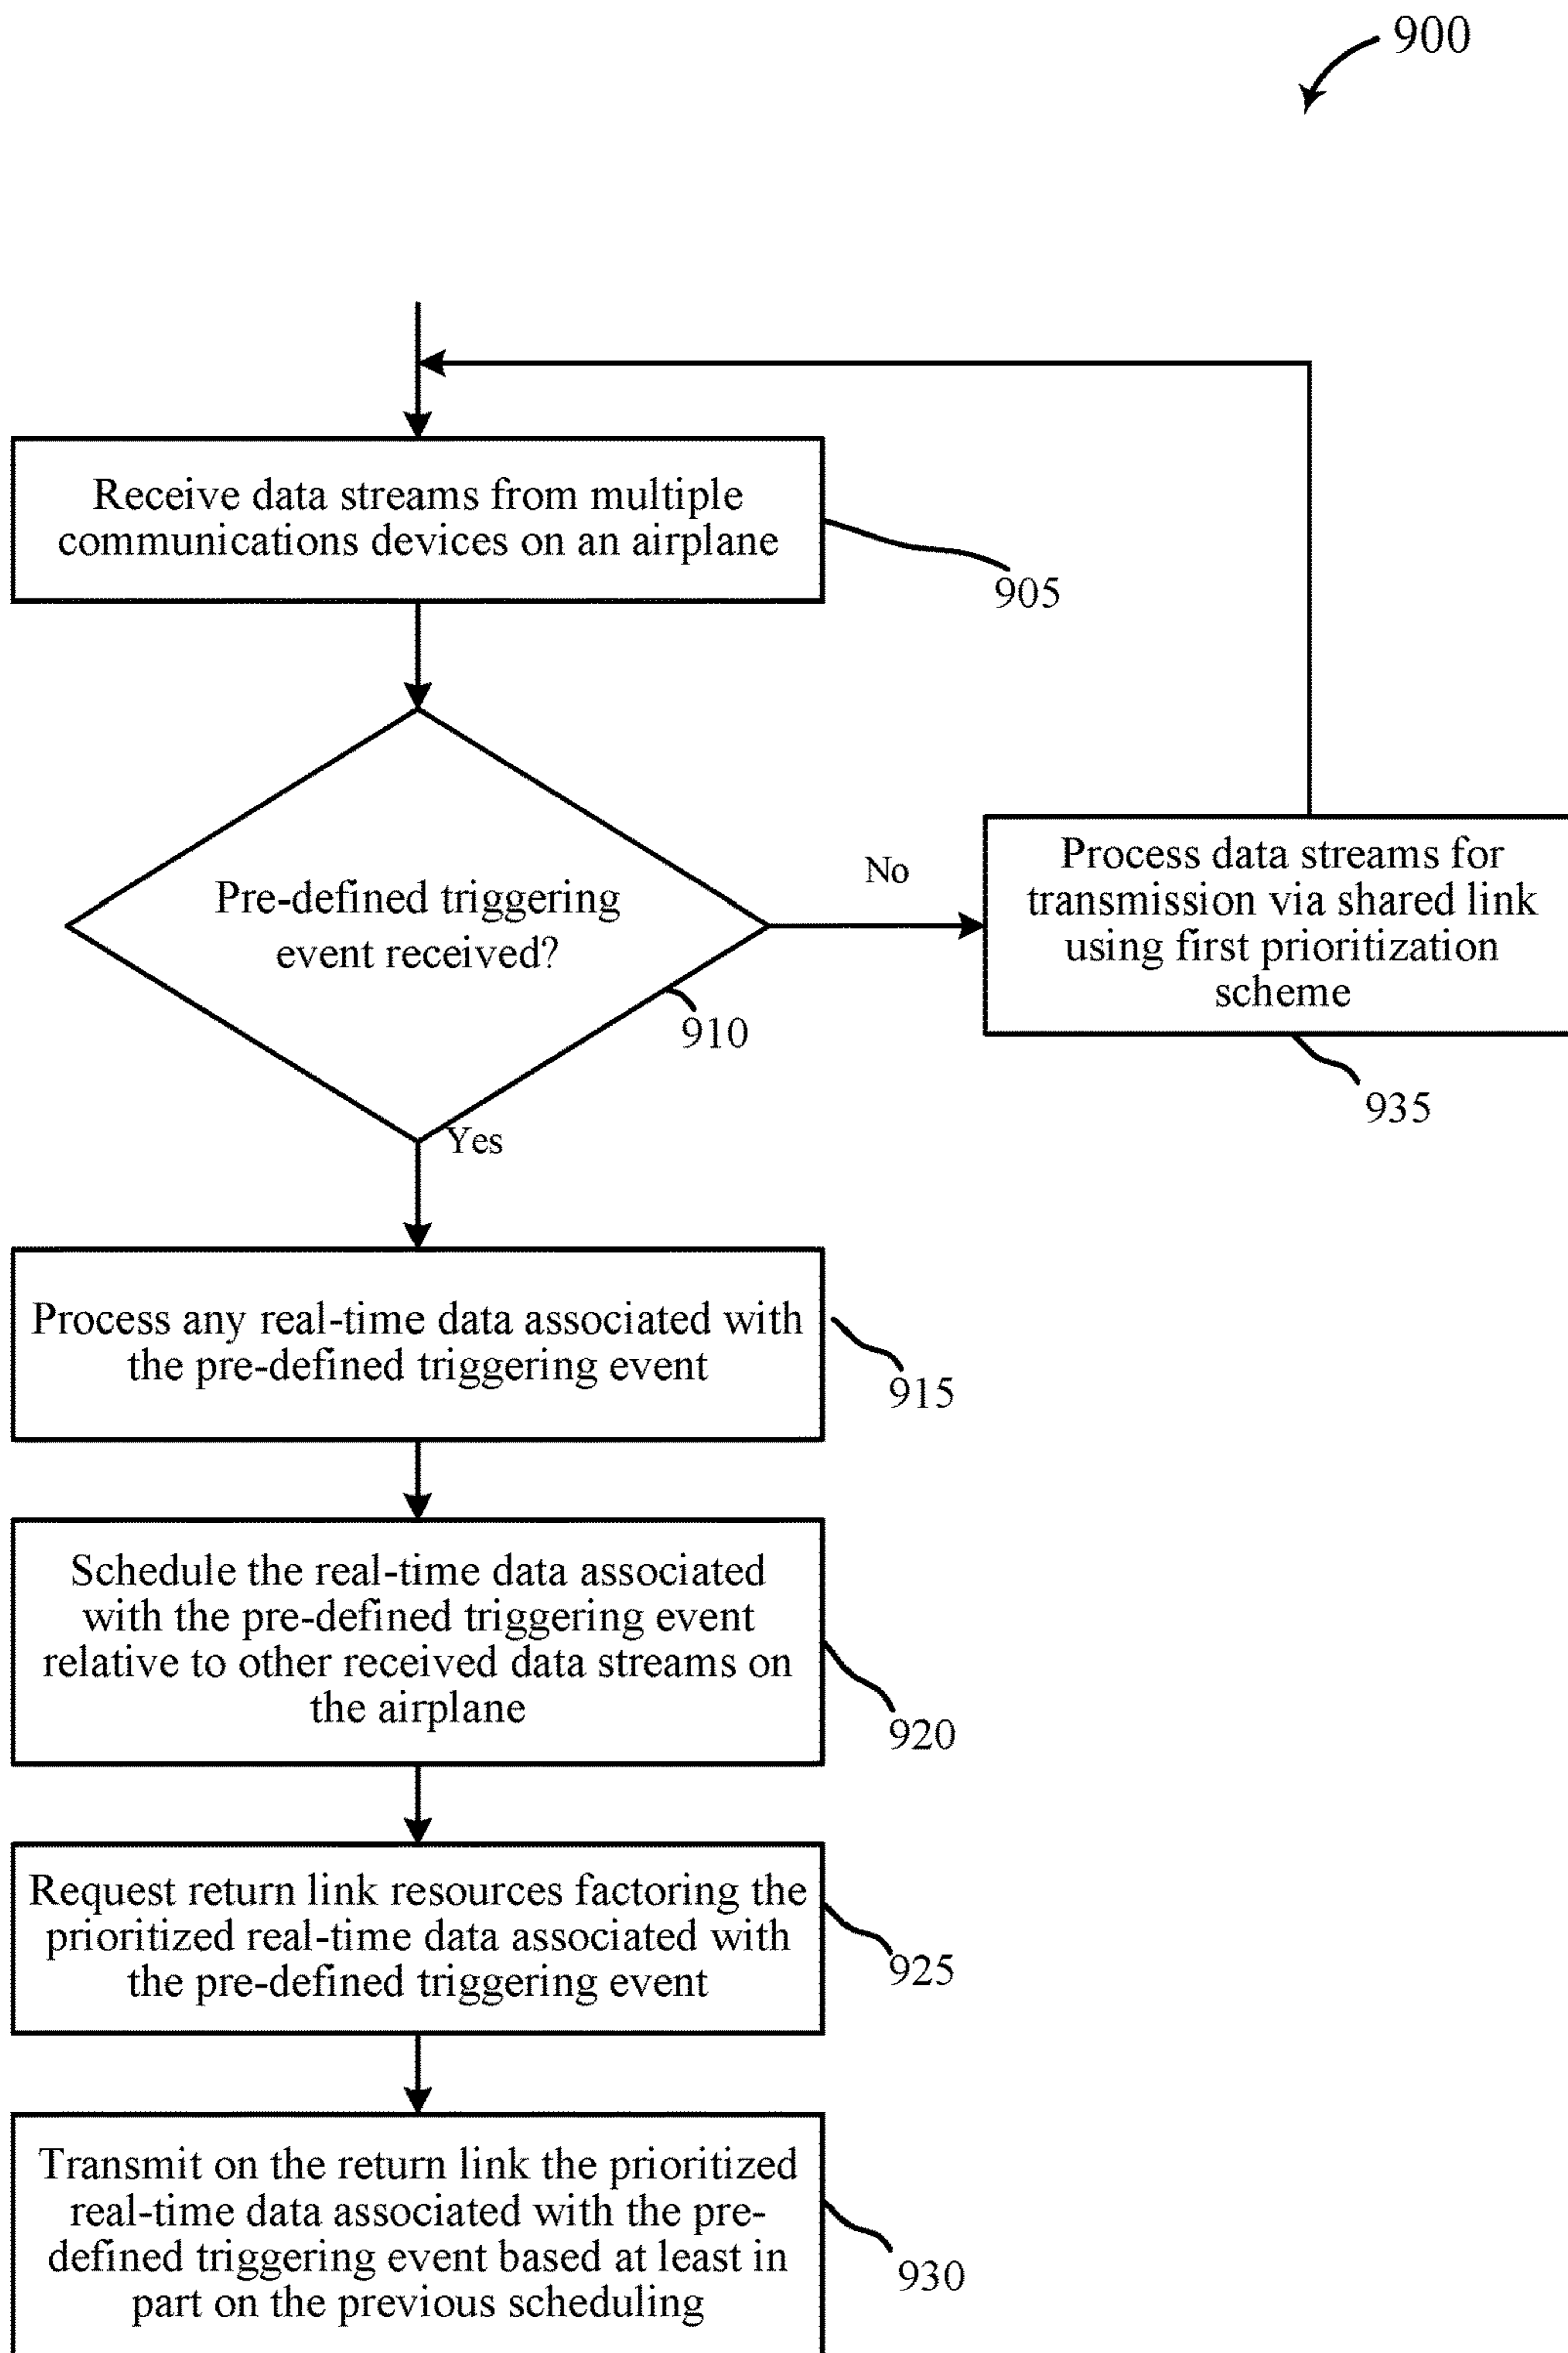 900
Receive data streams from multiple
communications devices on an airplane
905
Pre-defined triggering
event received?
910
No
Process data streams for
transmission via shared link
using first prioritization
scheme
935
Yes
Process any real-time data associated with
the pre-defined triggering event
915
Schedule the real-time data associated
with the pre-defined triggering event
relative to other received data streams on
the airplane
920
Request return link resources factoring the
prioritized real-time data associated with
the pre-defined triggering event
925
Transmit on the return link the prioritized
real-time data associated with the pre-
defined triggering event based at least in
part on the previous scheduling
930